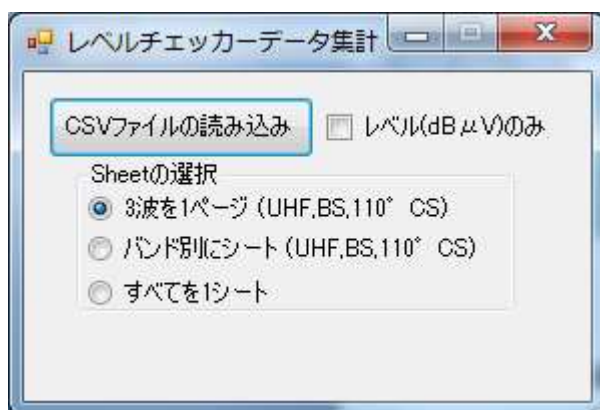 レベルチェッカーデータ集計
CSVファイルの読み込み レベル(dBμV)のみ
Sheetの選択
3波を1ページ (UHF,BS,110° CS)
バンド別にシート (UHF,BS,110° CS)
すべてを1シート